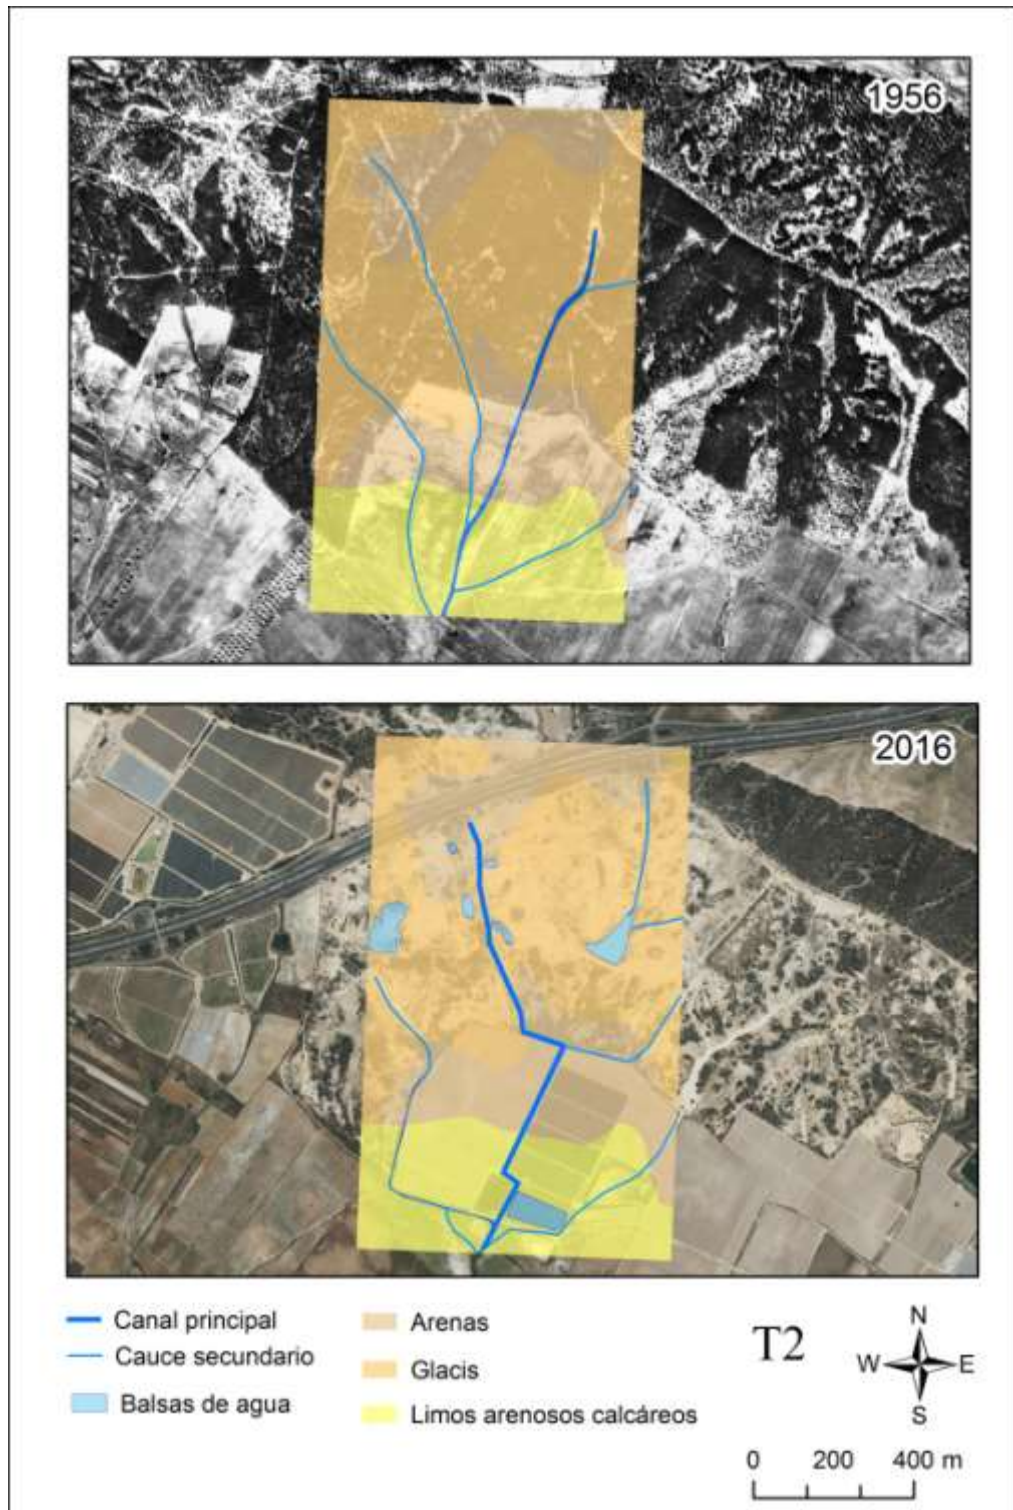 1956
2016
Canal principal
Cauce secundario
Balsas de agua
Arenas
Glacis
Limos arenosos calcáreos
T2
N
W E
S
0 200 400 m